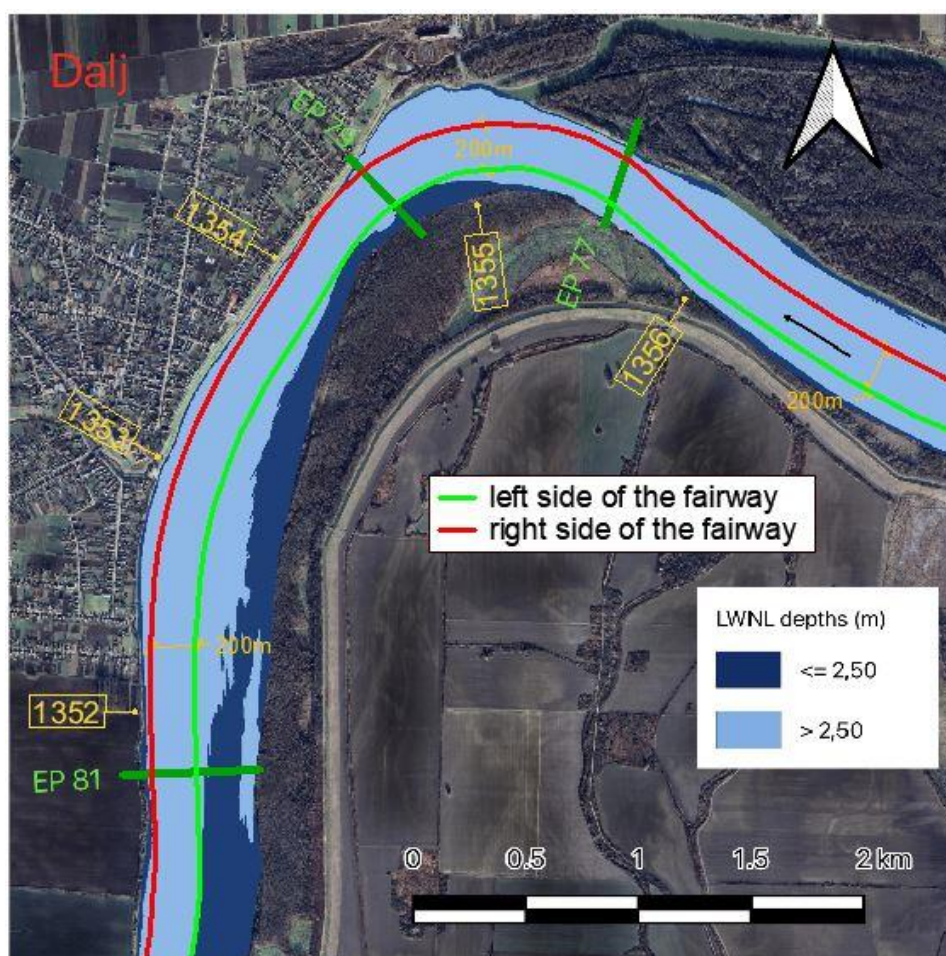 Dalj
EP 79
200m
1354
1355
EP 77
1356
200m
1353
left side of the fairway
right side of the fairway
LWNL depths (m)
<= 2,50
> 2,50
200m
1352
EP 81
0 0.5 1 1.5 2 km